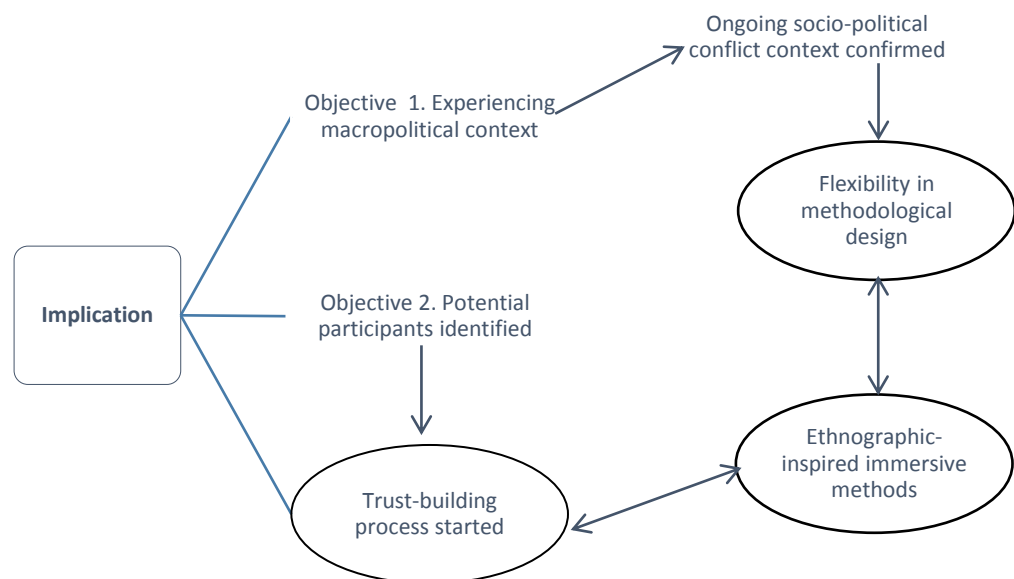 Ongoing socio-political
conflict context confirmed
Objective 1. Experiencing
macropolitical context
Flexibility in
methodological
design
Implication
Objective 2. Potential
participants identified
Ethnographic-
inspired immersive
methods
Trust-building
process started